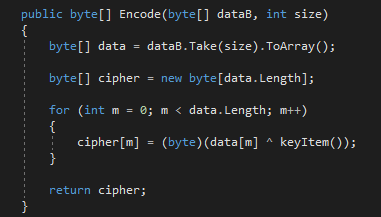 public byte[] Encode(byte[] dataB, int size)
{
byte[] data = dataB.Take(size).ToArray();
byte[] cipher = new byte[data.Length];
for (int m = 0; m < data.Length; m++)
{
cipher[m] = (byte)(data[m] ^ keyItem());
}
return cipher;
}